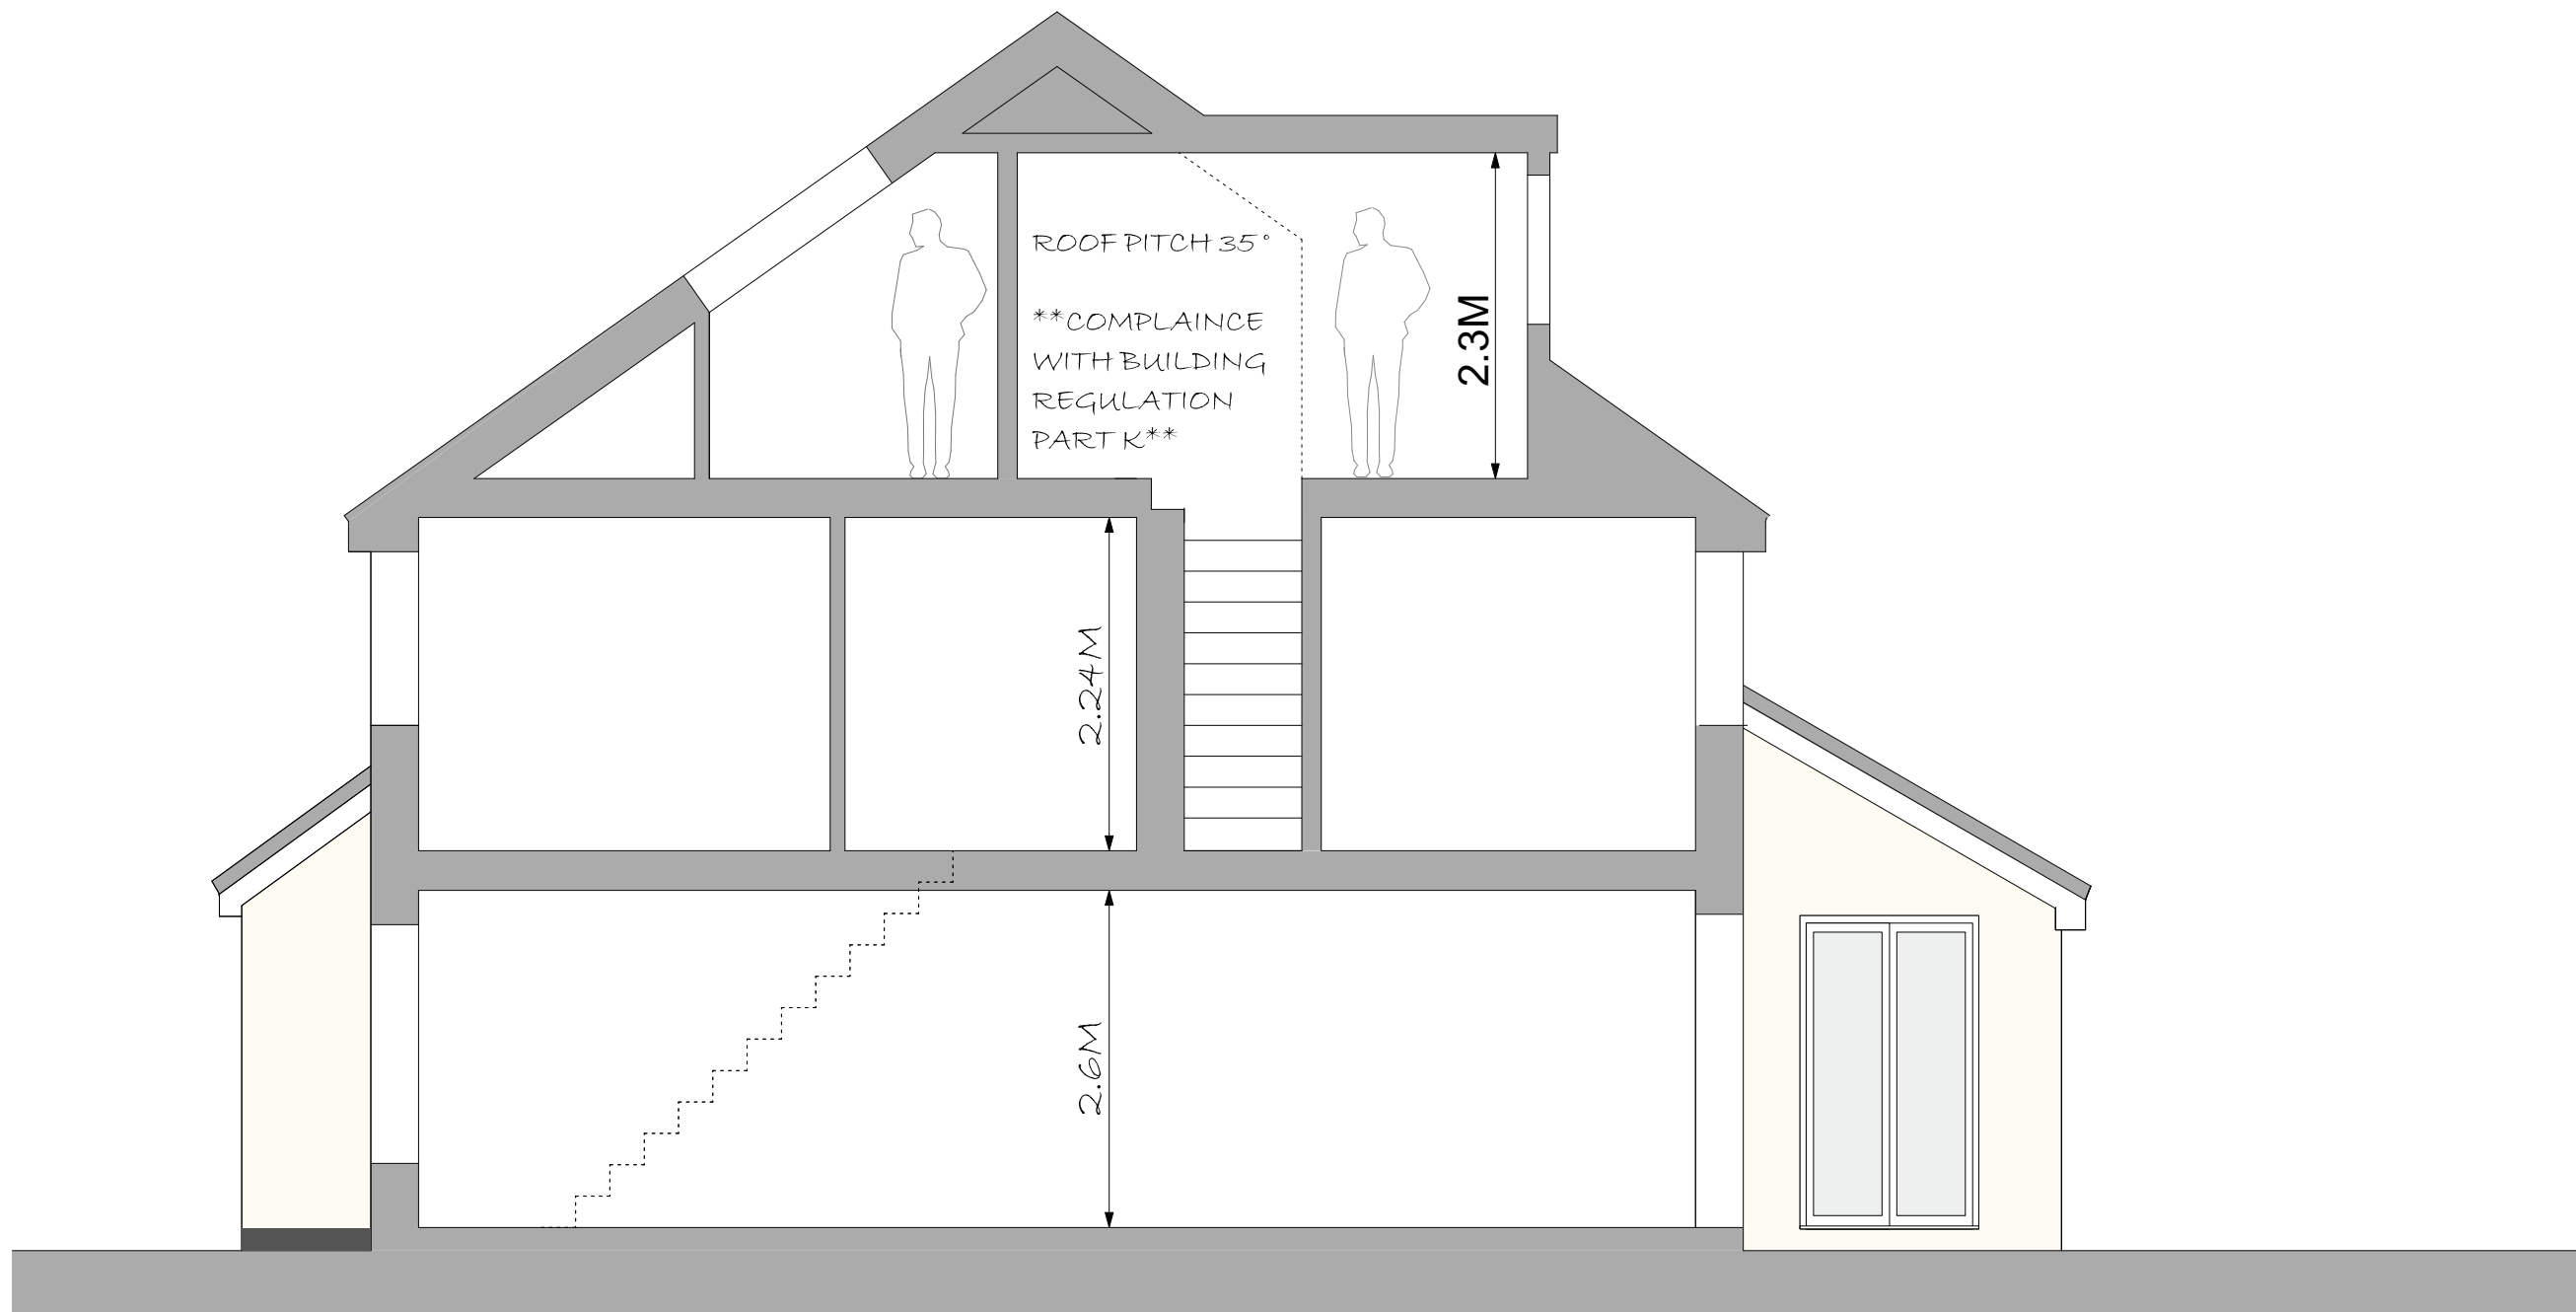 ROOF PITCH 35°
**COMPLAINCE
WITH BUILDING
REGULATION
PART K**
2.3M
2.24M
2.6M